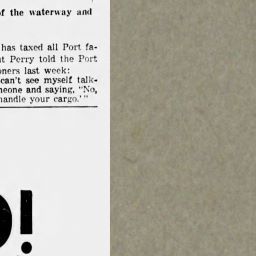 of the waterway and
has taxed all Port fa-
t Perry told the Port
oners last week:
can't see myself talk-
meone and saying, "No,
handle your cargo.'"
O!